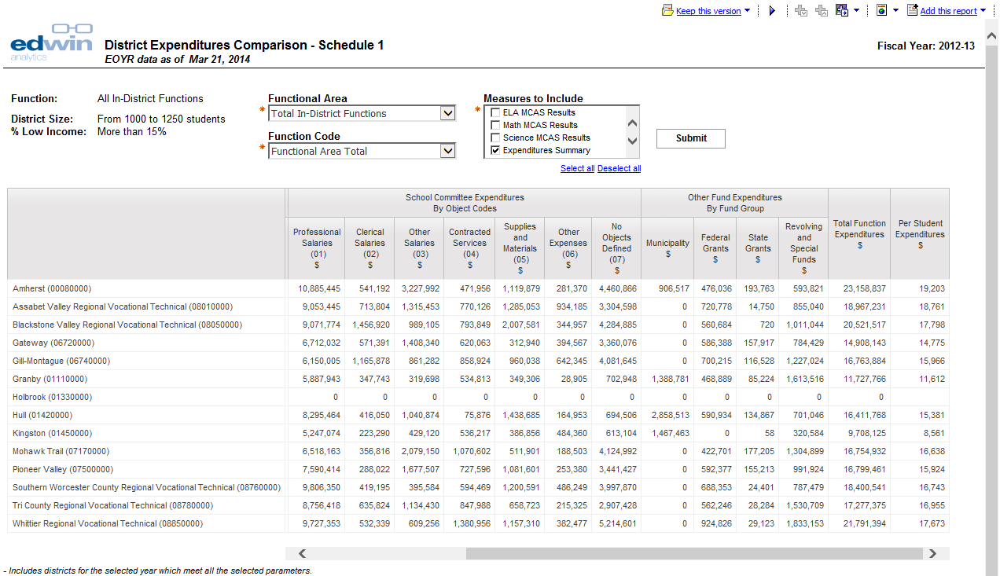 Keep this version
Add this report
edwin
analytics
District Expenditures Comparison - Schedule 1
EOYR data as of Mar 21, 2014
Fiscal Year: 2012-13
Function: All In-District Functions
District Size: From 1000 to 1250 students
% Low Income: More than 15%
* Functional Area
Total In-District Functions
* Function Code
Functional Area Total
* Measures to Include
ELA MCAS Results
Math MCAS Results
Science MCAS Results
Expenditures Summary
Select all Deselect all
Submit
School Committee Expenditures
By Object Codes
Other Fund Expenditures
By Fund Group
Professional Salaries (01) $
Clerical Salaries (02) $
Other Salaries (03) $
Contracted Services (04) $
Supplies and Materials (05) $
Other Expenses (06) $
No Objects Defined (07) $
Municipality $
Federal Grants $
State Grants $
Revolving and Special Funds $
Total Function Expenditures $
Per Student Expenditures $
Amherst (00080000) 10,885,445 541,192 3,227,992 471,956 1,119,879 281,370 4,460,866 906,517 476,036 193,763 593,821 23,158,837 19,203
Assabet Valley Regional Vocational Technical (08010000) 9,053,445 713,804 1,315,453 770,126 1,285,053 934,185 3,304,598 0 720,778 14,750 855,040 18,967,231 18,761
Blackstone Valley Regional Vocational Technical (08050000) 9,071,774 1,456,920 989,105 793,849 2,007,581 344,957 4,284,885 0 560,684 720 1,011,044 20,521,517 17,798
Gateway (06720000) 6,712,032 571,391 1,408,340 620,063 312,940 394,567 3,360,076 0 586,388 157,917 784,429 14,908,143 14,775
Gill-Montague (06740000) 6,150,005 1,165,878 861,282 858,924 960,038 642,345 4,081,645 0 700,215 116,528 1,227,024 16,763,884 15,966
Granby (01110000) 5,887,943 347,743 319,698 534,813 349,306 28,905 702,948 1,388,781 468,889 85,224 1,613,516 11,727,766 11,612
Holbrook (01330000) 0 0 0 0 0 0 0 0 0 0 0 0
Hull (01420000) 8,295,464 416,050 1,040,874 75,876 1,438,685 164,953 694,506 2,858,513 590,934 134,867 701,046 16,411,768 15,381
Kingston (01450000) 5,247,074 223,290 429,120 536,217 386,856 484,360 613,104 1,467,463 0 58 320,584 9,708,125 8,561
Mohawk Trail (07170000) 6,518,163 356,816 2,079,150 1,070,602 511,901 188,503 4,124,992 0 422,701 177,205 1,304,899 16,754,932 16,638
Pioneer Valley (07500000) 7,590,414 288,022 1,677,507 727,596 1,081,601 253,380 3,441,427 0 592,377 155,213 991,924 16,799,461 15,924
Southern Worcester County Regional Vocational Technical (08760000) 9,806,350 419,195 395,584 594,469 1,200,591 486,249 3,997,870 0 688,353 24,401 787,479 18,400,541 16,743
Tri County Regional Vocational Technical (08780000) 8,756,418 635,824 1,134,430 847,988 658,723 215,325 2,907,428 0 562,246 28,284 1,530,709 17,277,375 16,955
Whittier Regional Vocational Technical (08850000) 9,727,353 532,339 609,256 1,380,956 1,157,310 382,477 5,214,601 0 924,826 29,123 1,833,153 21,791,394 17,673
- Includes districts for the selected year which meet all the selected parameters.